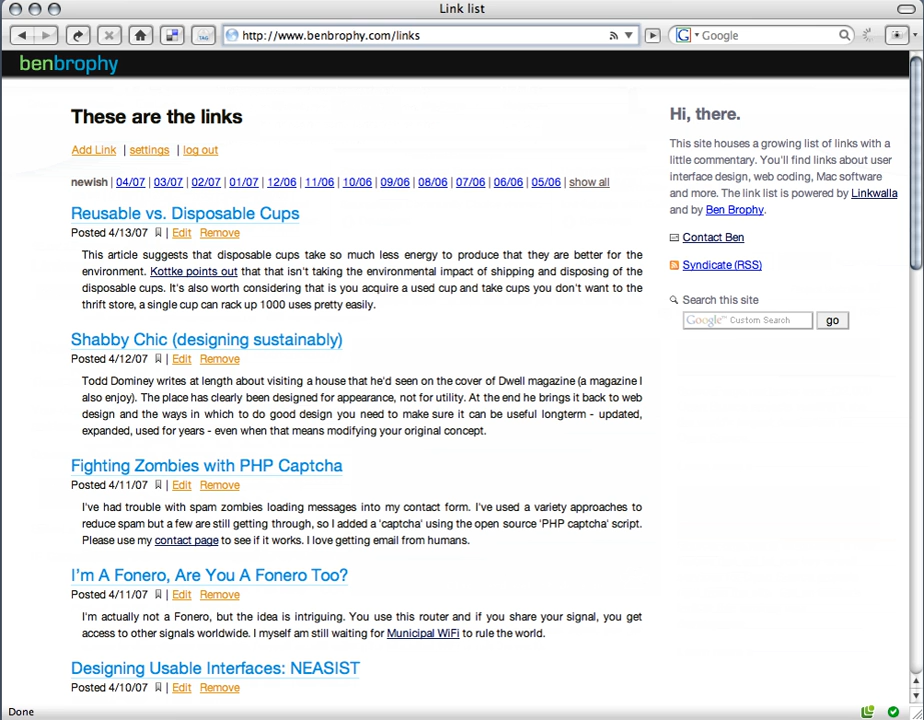 Link list
http://www.benbrophy.com/links
Google
benbrophy
These are the links
Add Link | settings | log out
newish | 04/07 | 03/07 | 02/07 | 01/07 | 12/06 | 11/06 | 10/06 | 09/06 | 08/06 | 07/06 | 06/06 | 05/06 | show all
Reusable vs. Disposable Cups
Posted 4/13/07 | Edit Remove
This article suggests that disposable cups take so much less energy to produce that they are better for the
environment. Kottke points out that that isn't taking the environmental impact of shipping and disposing of the
disposable cups. It's also worth considering that is you acquire a used cup and take cups you don't want to the
thrift store, a single cup can rack up 1000 uses pretty easily.
Shabby Chic (designing sustainably)
Posted 4/12/07 | Edit Remove
Todd Dominey writes at length about visiting a house that he'd seen on the cover of Dwell magazine (a magazine I
also enjoy). The place has clearly been designed for appearance, not for utility. At the end he brings it back to web
design and the ways in which to do good design you need to make sure it can be useful longterm - updated,
expanded, used for years - even when that means modifying your original concept.
Fighting Zombies with PHP Captcha
Posted 4/11/07 | Edit Remove
I've had trouble with spam zombies loading messages into my contact form. I've used a variety approaches to
reduce spam but a few are still getting through, so I added a 'captcha' using the open source 'PHP captcha' script.
Please use my contact page to see if it works. I love getting email from humans.
I'm A Fonero, Are You A Fonero Too?
Posted 4/11/07 | Edit Remove
I'm actually not a Fonero, but the idea is intriguing. You use this router and if you share your signal, you get
access to other signals worldwide. I myself am still waiting for Municipal WiFi to rule the world.
Designing Usable Interfaces: NEASIST
Posted 4/10/07 | Edit Remove
Hi, there.
This site houses a growing list of links with a
little commentary. You'll find links about user
interface design, web coding, Mac software
and more. The link list is powered by Linkwalla
and by Ben Brophy.
Contact Ben
Syndicate (RSS)
Search this site
Google™ Custom Search go
Done